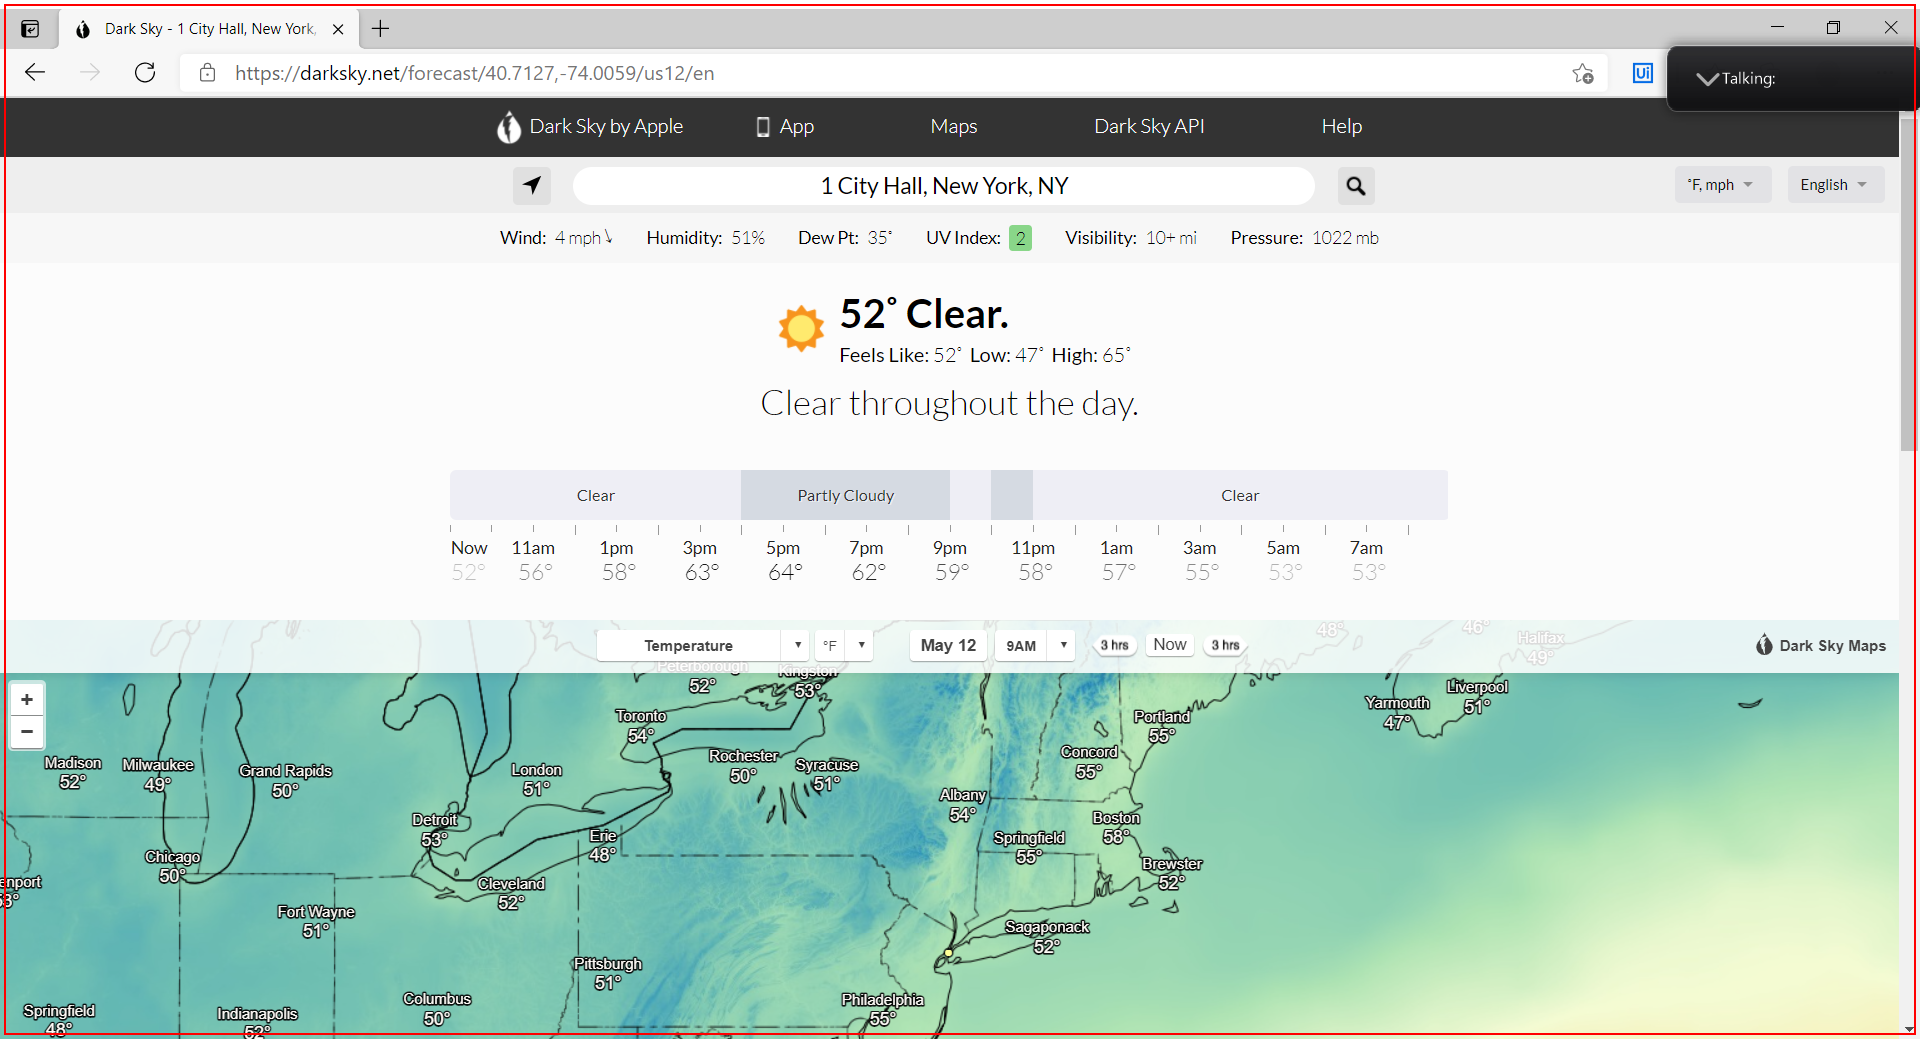 Dark Sky - 1 City Hall, New York,
https://darksky.net/forecast/40.7127,-74.0059/us12/en
Ui
Talking:
Dark Sky by Apple App Maps Dark Sky API Help
1 City Hall, New York, NY
°F, mph English
Wind: 4 mph Humidity: 51% Dew Pt: 35° UV Index: 2 Visibility: 10+ mi Pressure: 1022 mb
52° Clear.
Feels Like: 52° Low: 47° High: 65°
Clear throughout the day.
Clear Partly Cloudy Clear
Now 11am 1pm 3pm 5pm 7pm 9pm 11pm 1am 3am 5am 7am
52° 56° 58° 63° 64° 62° 59° 58° 57° 55° 53° 53°
Temperature °F May 12 9AM 3 hrs Now 3 hrs
Dark Sky Maps
48°
46°
Halifax
49°
Peterborough
52°
Kingston
53°
+
−
Toronto
54°
Liverpool
51°
Yarmouth
47°
Portland
55°
Madison
52°
Milwaukee
49°
Grand Rapids
50°
London
51°
Rochester
50°
Syracuse
51°
Concord
55°
Albany
54°
Detroit
53°
Erie
48°
Boston
58°
Springfield
55°
Chicago
50°
Brewster
52°
enport
Cleveland
52°
Fort Wayne
51°
Sagaponack
52°
Pittsburgh
51°
Columbus
50°
Philadelphia
55°
Springfield
48°
Indianapolis
52°